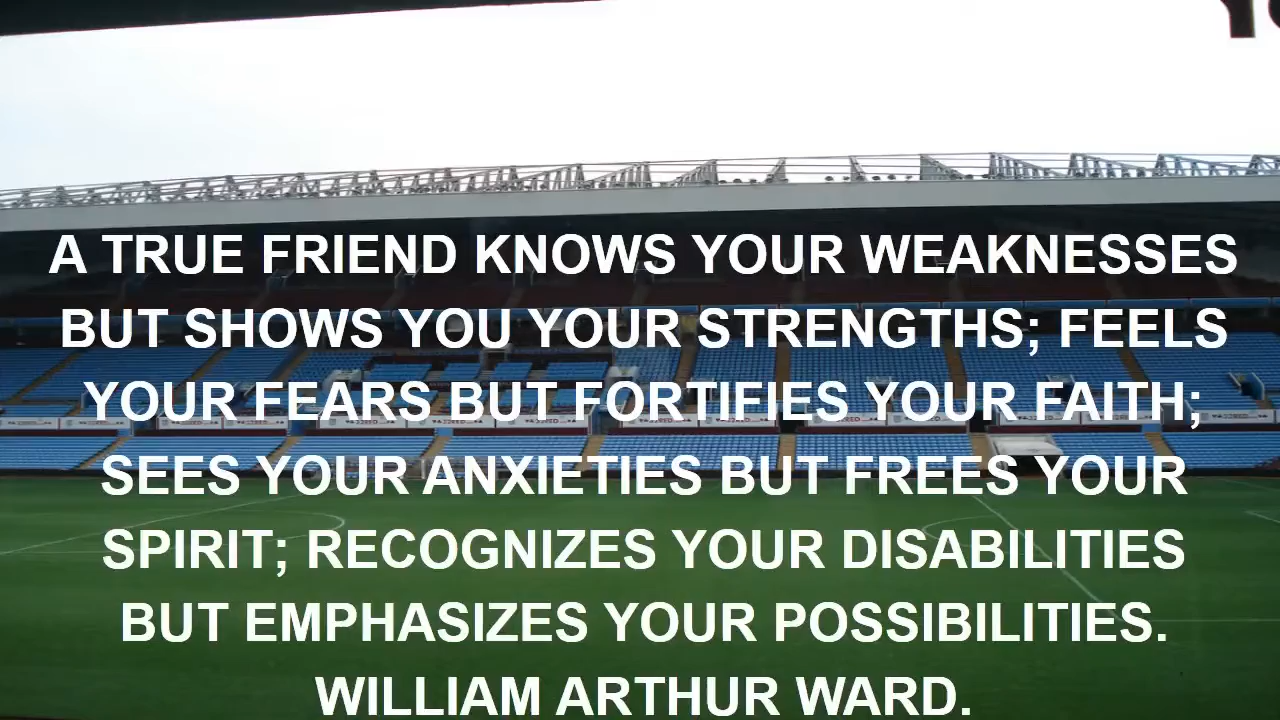 A TRUE FRIEND KNOWS YOUR WEAKNESSES
BUT SHOWS YOU YOUR STRENGTHS; FEELS
YOUR FEARS BUT FORTIFIES YOUR FAITH;
SEES YOUR ANXIETIES BUT FREES YOUR
SPIRIT; RECOGNIZES YOUR DISABILITIES
BUT EMPHASIZES YOUR POSSIBILITIES.
WILLIAM ARTHUR WARD.